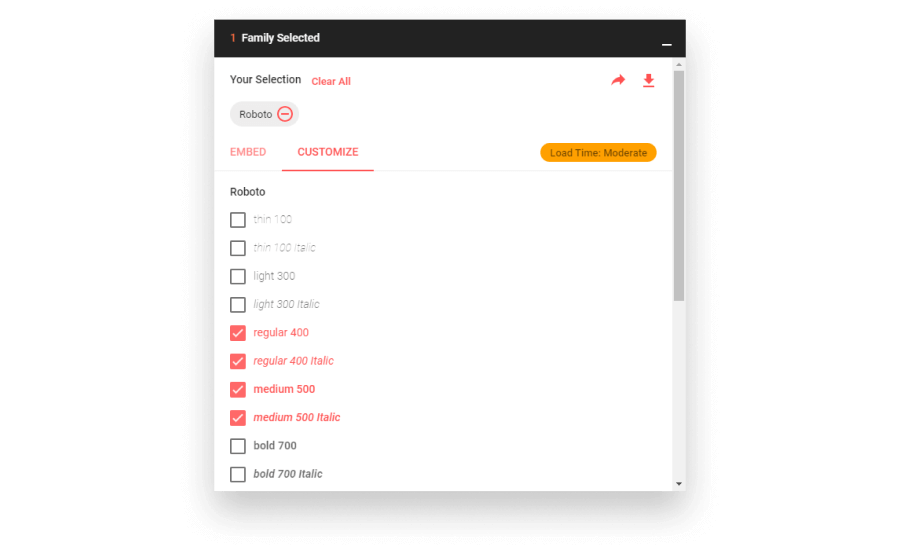 1 Family Selected
Your Selection Clear All
Roboto
EMBED CUSTOMIZE Load Time: Moderate
Roboto
thin 100
thin 100 Italic
light 300
light 300 Italic
regular 400
regular 400 Italic
medium 500
medium 500 Italic
bold 700
bold 700 Italic